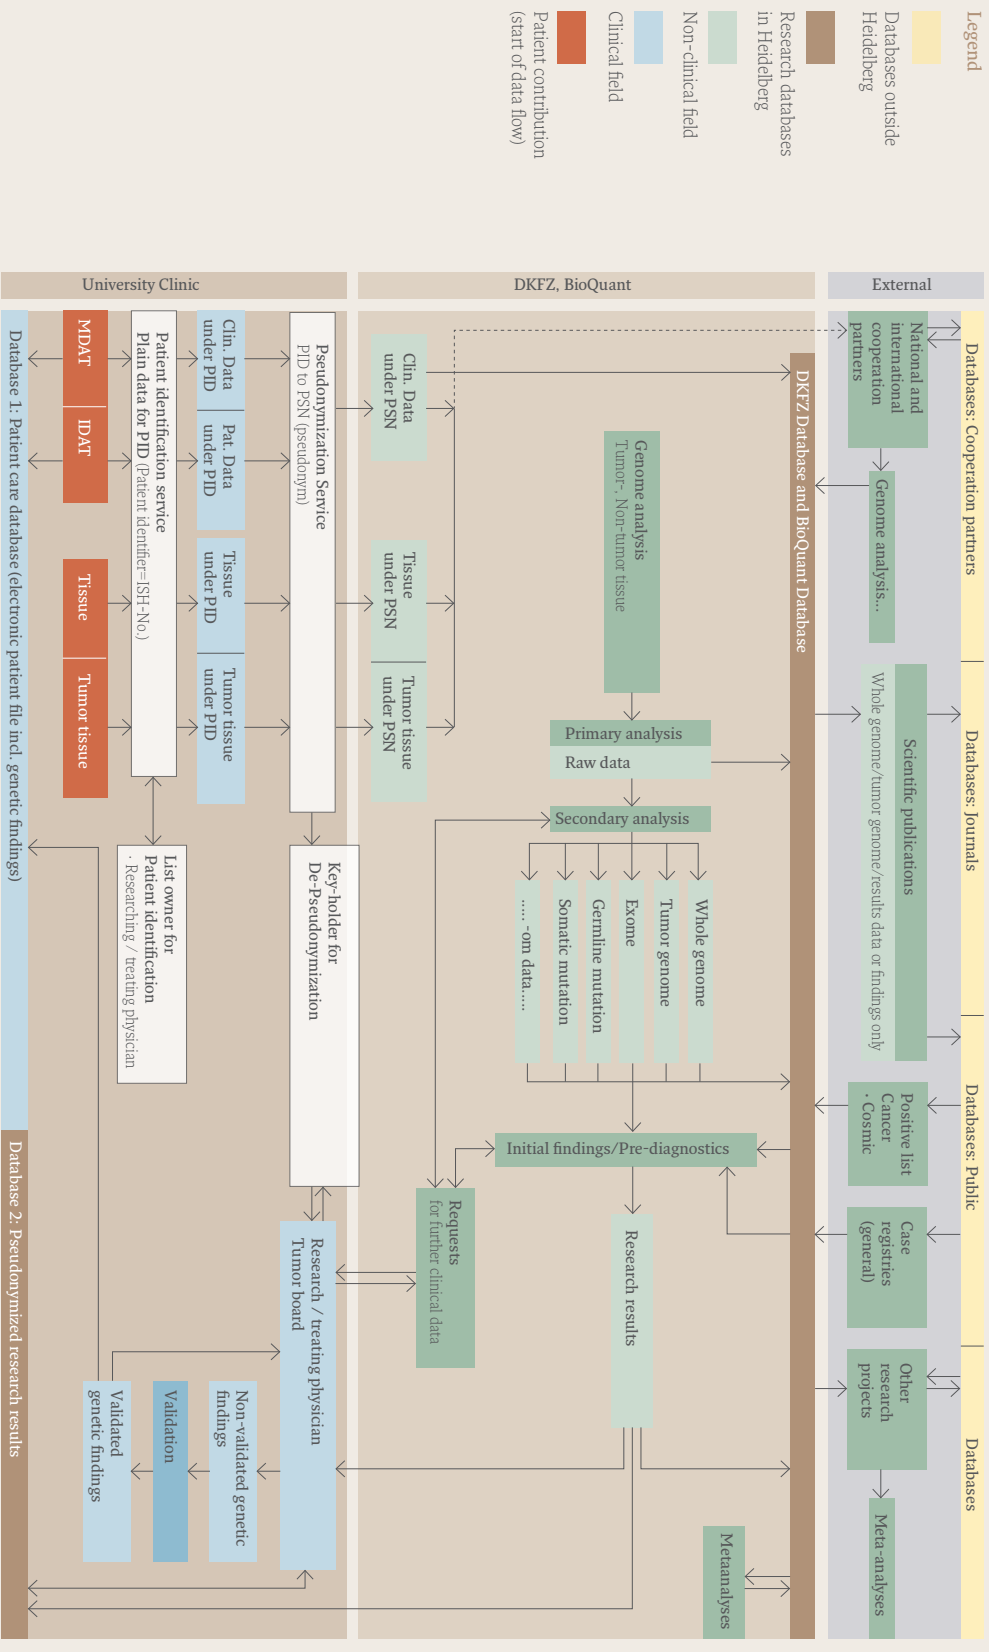 Legend
Databases outside
Heidelberg
Research databases
in Heidelberg
Non-clinical field
Clinical field
Patient contribution
(start of data flow)
External
Databases: Cooperation partners
Databases: Journals
Databases: Public
Databases
National and
international
cooperation
partners
Genome analysis...
Scientific publications
Whole genome/tumor genome/results data or findings only
Positive list
Cancer
· Cosmic
Case
registries
(general)
Other
research
projects
Meta-analyses
DKFZ, BioQuant
DKFZ Database and BioQuant Database
Metaanalyses
Genome analysis
Tumor-, Non-tumor tissue
Primary analysis
Raw data
Secondary analysis
Whole genome
Tumor genome
Exome
Germline mutation
Somatic mutation
..... -om data.....
Initial findings/Pre-diagnostics
Research results
Requests
for further clinical data
Clin. Data
under PSN
Tissue
under PSN
Tumor tissue
under PSN
University Clinic
Pseudonymization Service
PID to PSN (pseudonym)
Key-holder for
De-Pseudonymization
Research / treating physician
Tumor board
Clin. Data
under PID
Pat. Data
under PID
Tissue
under PID
Tumor tissue
under PID
Non-validated genetic
findings
Validation
Validated
genetic findings
Patient identification service
Plain data for PID (Patient identifier=ISH-No.)
List owner for
Patient identification
· Researching / treating physician
MDAT
IDAT
Tissue
Tumor tissue
Database 1: Patient care database (electronic patient file incl. genetic findings)
Database 2: Pseudonymized research results